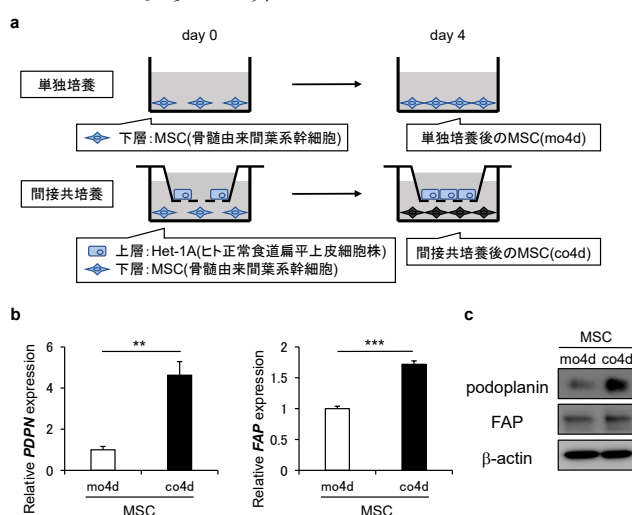 a
day 0
day 4
単独培養
下層:MSC(骨髄由来間葉系幹細胞)
単独培養後のMSC(mo4d)
間接共培養
上層:Het-1A(ヒト正常食道扁平上皮細胞株)
下層:MSC(骨髄由来間葉系幹細胞)
間接共培養後のMSC(co4d)
b
Relative PDPN expression
6
4
2
0
**
mo4d
co4d
MSC
Relative FAP expression
2
1.5
1
0.5
0
***
mo4d
co4d
MSC
c
MSC
mo4d co4d
podoplanin
FAP
β-actin